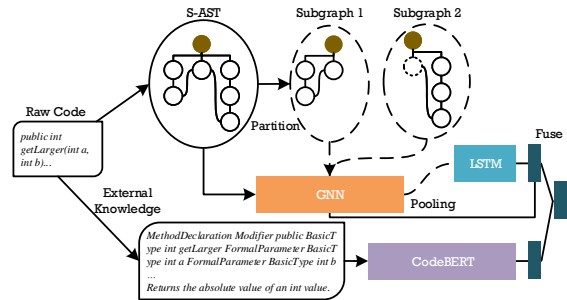 S-AST
Subgraph 1
Subgraph 2
Raw Code
public int
getLarger(int a,
int b)...
Partition
Fuse
LSTM
External
Knowledge
GNN
Pooling
MethodDeclaration Modifier public BasicT
ype int getLarger FormalParameter BasicT
ype int a FormalParameter BasicType int b
...
Returns the absolute value of an int value.
CodeBERT